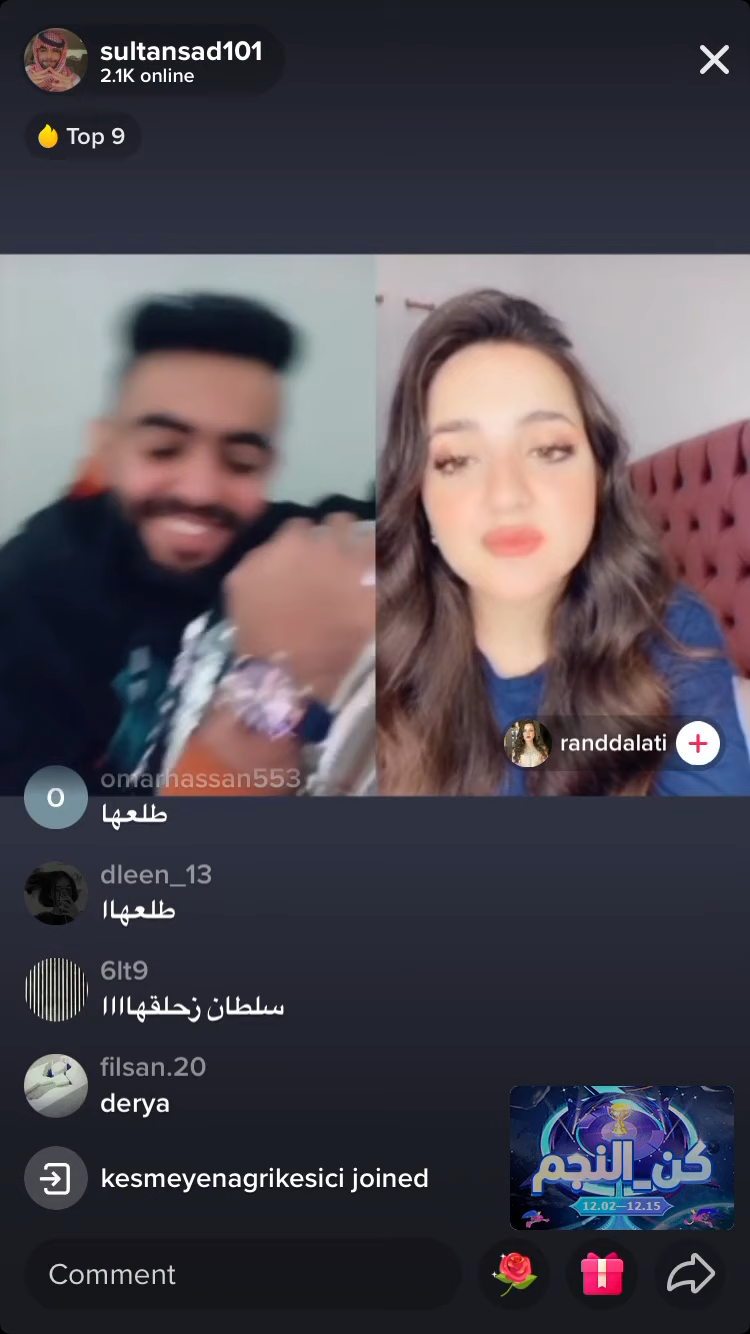 sultansad101
2.1K online
Top 9
randdalati
omarhassan553
O
طلعها
dleen_13
طلعهاا
6lt9
سلطان زحلقهاااا
filsan.20
derya
kesmeyenagrikesici joined
كن_النجم
12.02—12.15
Comment